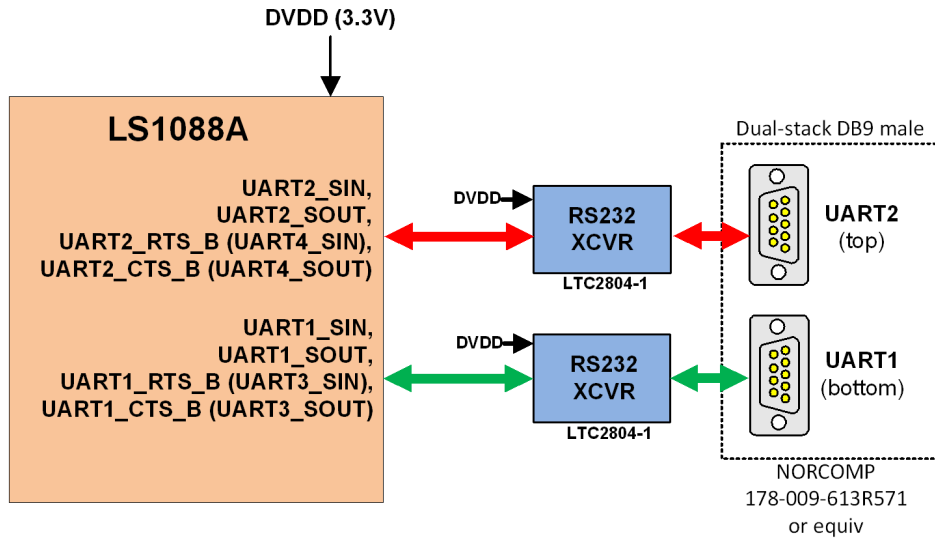 DVDD (3.3V)
LS1088A
UART2_SIN,
UART2_SOUT,
UART2_RTS_B (UART4_SIN),
UART2_CTS_B (UART4_SOUT)
UART1_SIN,
UART1_SOUT,
UART1_RTS_B (UART3_SIN),
UART1_CTS_B (UART3_SOUT)
DVDD
RS232
XCVR
LTC2804-1
DVDD
RS232
XCVR
LTC2804-1
Dual-stack DB9 male
UART2
(top)
UART1
(bottom)
NORCOMP
178-009-613R571
or equiv